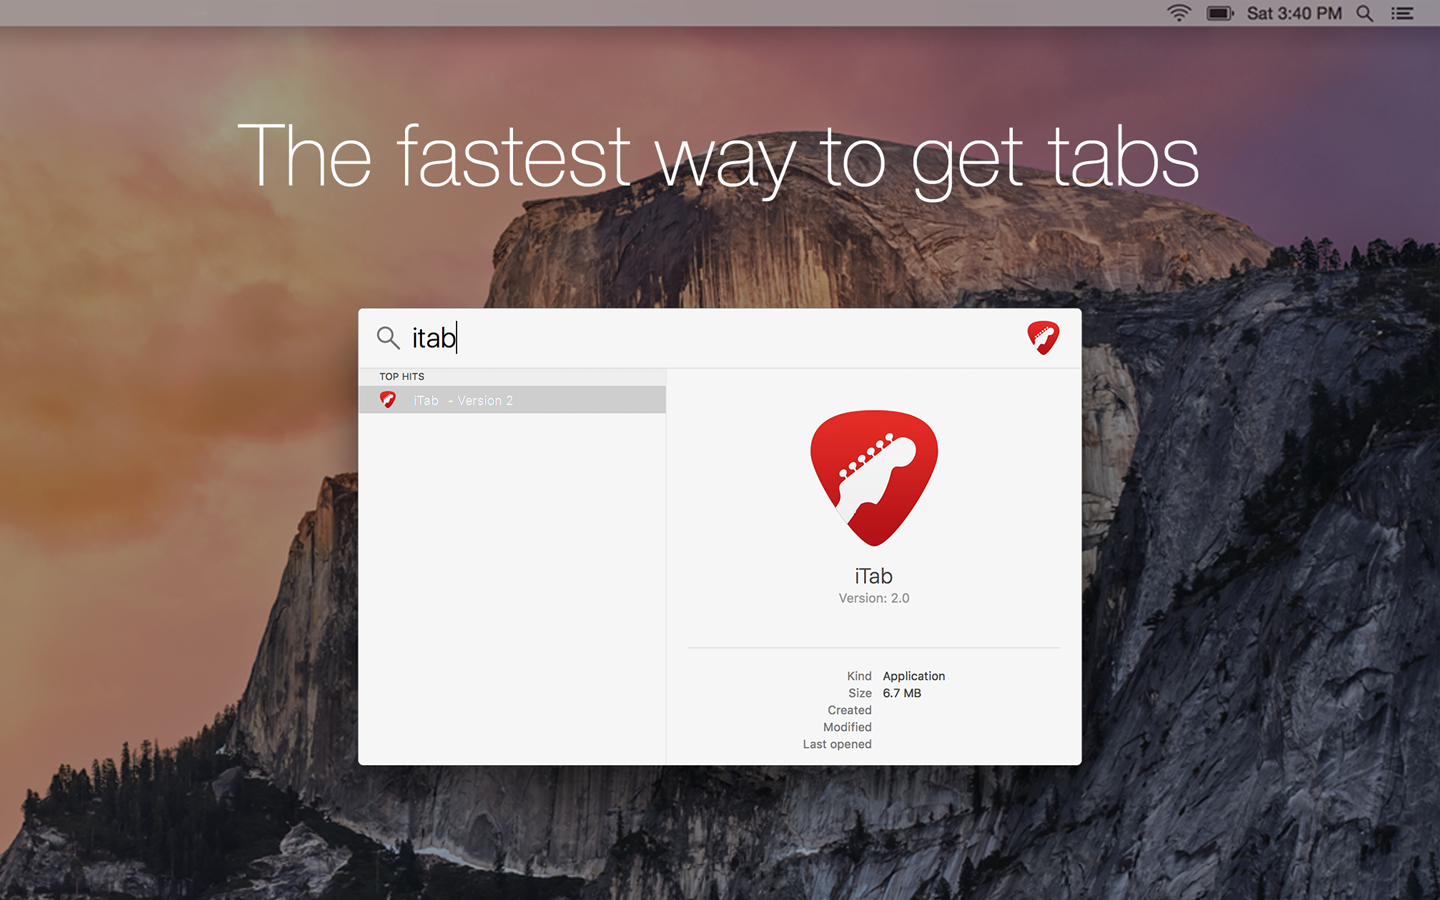 Sat 3:40 PM
The fastest way to get tabs
itab
TOP HITS
iTab - Version 2
iTab
Version: 2.0
Kind Application
Size 6.7 MB
Created
Modified
Last opened